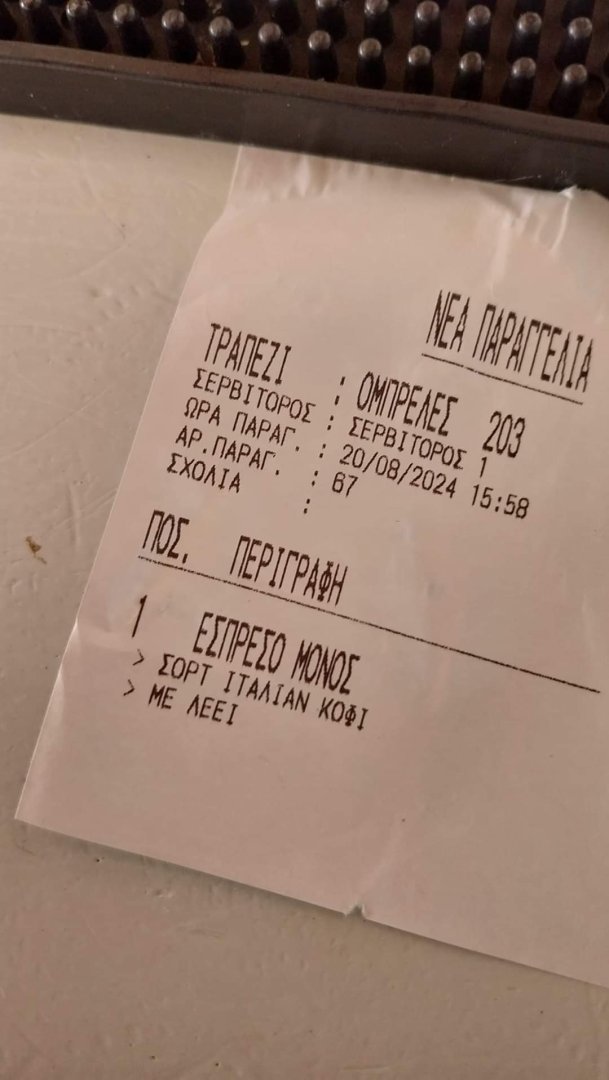 ΝΕΑ ΠΑΡΑΓΓΕΛΙΑ
ΤΡΑΠΕΖΙ : ΟΜΠΡΕΛΕΣ 203
ΣΕΡΒΙΤΟΡΟΣ : ΣΕΡΒΙΤΟΡΟΣ 1
ΩΡΑ ΠΑΡΑΓ. : 20/08/2024 15:58
ΑΡ.ΠΑΡΑΓ. : 67
ΣΧΟΛΙΑ :
ΠΟΣ. ΠΕΡΙΓΡΑΦΗ
1 ΕΣΠΡΕΣΟ ΜΟΝΟΣ
> ΣΟΡΤ ΙΤΑΛΙΑΝ ΚΟΦΙ
> ΜΕ ΛΕΕΙ